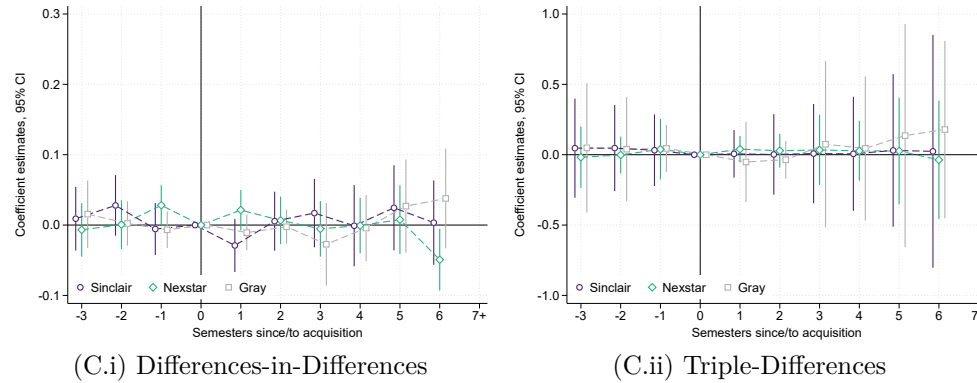 0.3
0.2
0.1
0.0
-0.1
Coefficient estimates, 95% CI
Sinclair Nexstar Gray
-3 -2 -1 0 1 2 3 4 5 6 7+
Semesters since/to acquisition
(C.i) Differences-in-Differences
1.0
0.5
0.0
-0.5
-1.0
Coefficient estimates, 95% CI
Sinclair Nexstar Gray
-3 -2 -1 0 1 2 3 4 5 6 7
Semesters since/to acquisition
(C.ii) Triple-Differences